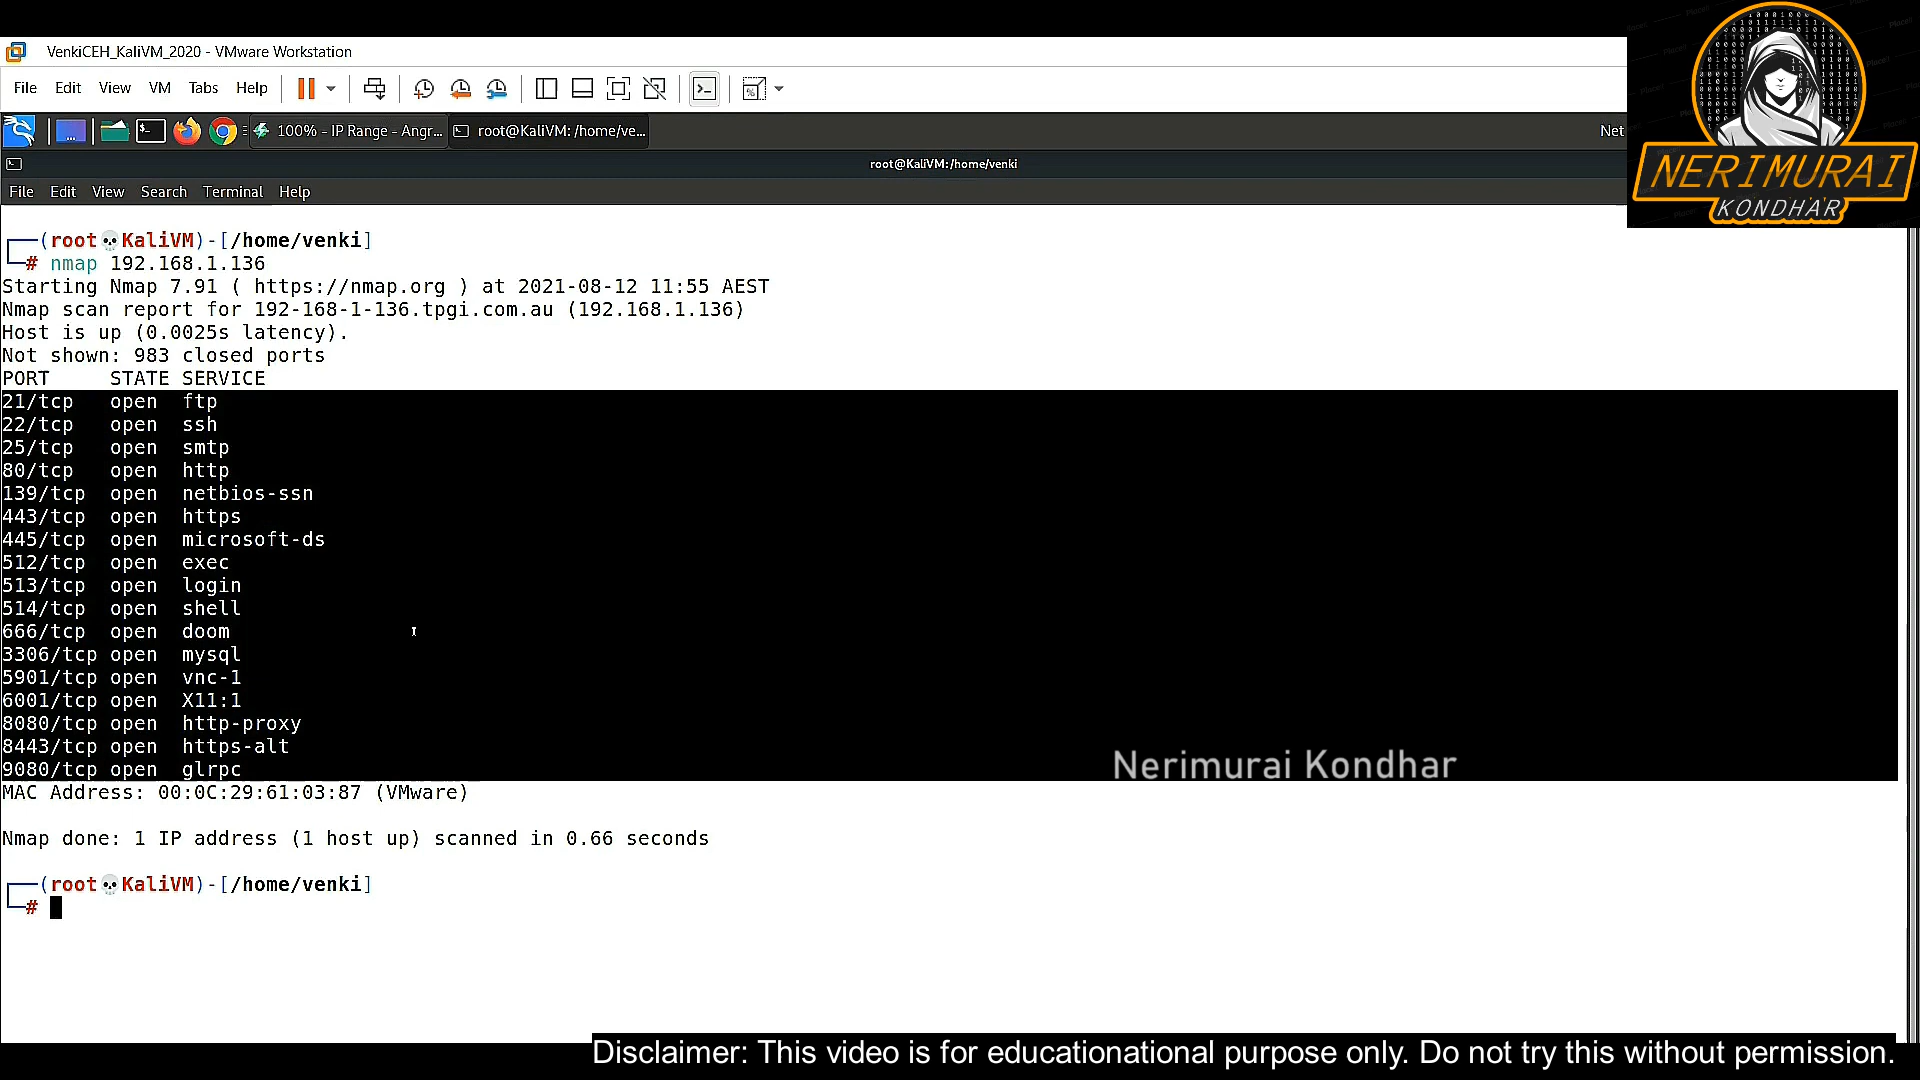 VenkiCEH_KaliVM_2020 - VMware Workstation
File Edit View VM Tabs Help
100% - IP Range - Angr... root@KaliVM: /home/ve... Net
root@KaliVM:/home/venki
File Edit View Search Terminal Help
NERIMURAI
KONDHAR
(root💀KaliVM)-[/home/venki]
# nmap 192.168.1.136
Starting Nmap 7.91 ( https://nmap.org ) at 2021-08-12 11:55 AEST
Nmap scan report for 192-168-1-136.tpgi.com.au (192.168.1.136)
Host is up (0.0025s latency).
Not shown: 983 closed ports
PORT STATE SERVICE
21/tcp open ftp
22/tcp open ssh
25/tcp open smtp
80/tcp open http
139/tcp open netbios-ssn
443/tcp open https
445/tcp open microsoft-ds
512/tcp open exec
513/tcp open login
514/tcp open shell
666/tcp open doom
3306/tcp open mysql
5901/tcp open vnc-1
6001/tcp open X11:1
8080/tcp open http-proxy
8443/tcp open https-alt
9080/tcp open glrpc
Nerimurai Kondhar
MAC Address: 00:0C:29:61:03:87 (VMware)
Nmap done: 1 IP address (1 host up) scanned in 0.66 seconds
(root💀KaliVM)-[/home/venki]
#
Disclaimer: This video is for educationational purpose only. Do not try this without permission.